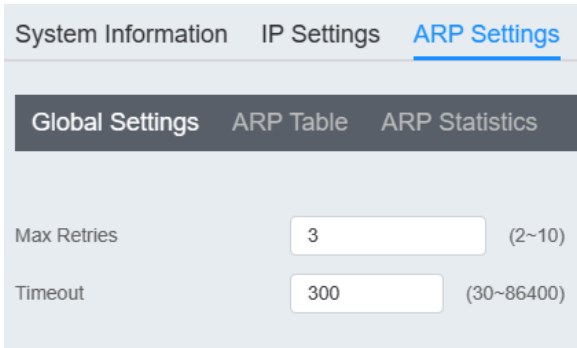 System Information IP Settings ARP Settings
Global Settings ARP Table ARP Statistics
Max Retries 3 (2~10)
Timeout 300 (30~86400)